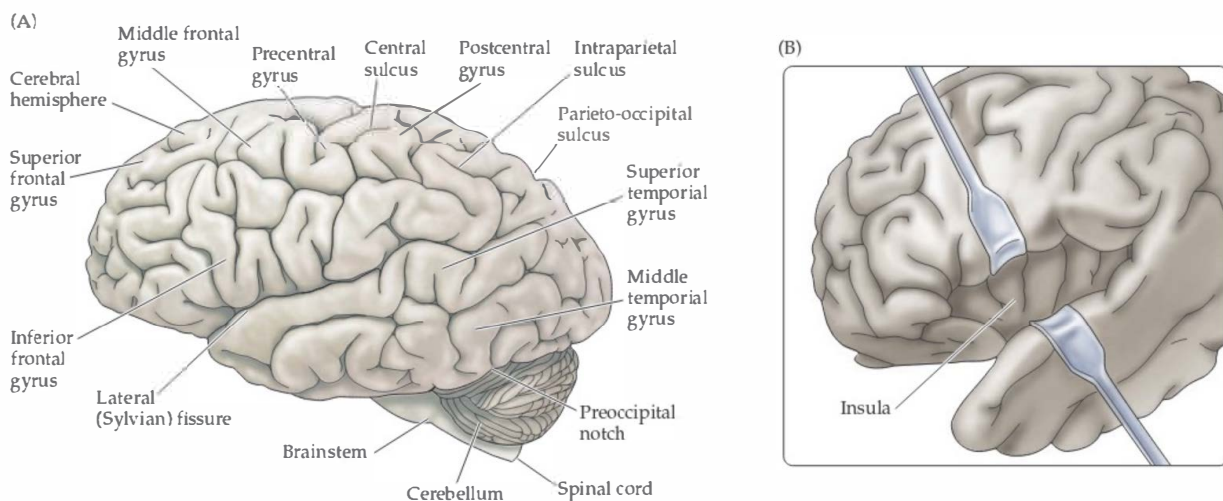 (A)
Middle frontal
gyrus
Precentral
gyrus
Central
sulcus
Postcentral
gyrus
Intraparietal
sulcus
Cerebral
hemisphere
Parieto-occipital
sulcus
Superior
frontal
gyrus
Superior
temporal
gyrus
Middle
temporal
gyrus
Inferior
frontal
gyrus
Lateral
(Sylvian) fissure
Preoccipital
notch
Brainstem
Cerebellum
Spinal cord
(B)
Insula